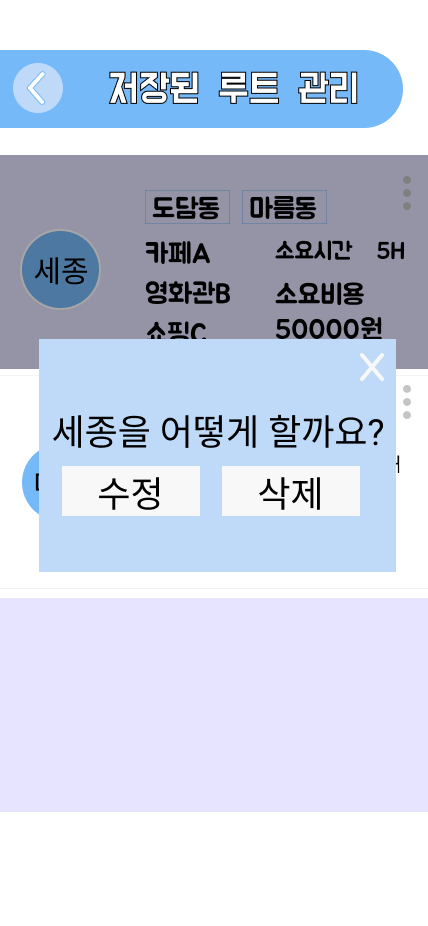 저장된 루트 관리
도담동 마름동
세종
카페A 소요시간 5H
영화관B 소요비용
쇼핑C 50000원
세종을 어떻게 할까요?
수정 삭제